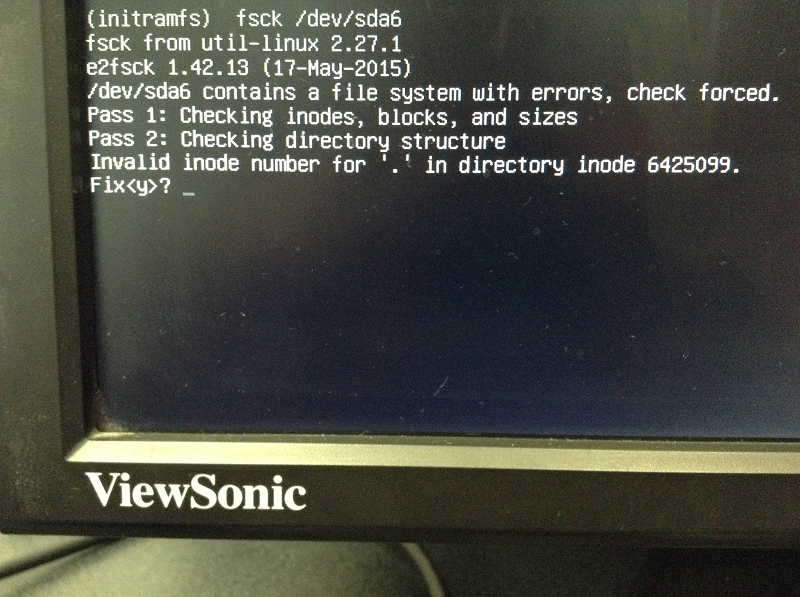 (initramfs)  fsck /dev/sda6
fsck from util-linux 2.27.1
e2fsck 1.42.13 (17-May-2015)
/dev/sda6 contains a file system with errors, check forced.
Pass 1: Checking inodes, blocks, and sizes
Pass 2: Checking directory structure
Invalid inode number for '.' in directory inode 6425099.
Fix<y>? _
ViewSonic